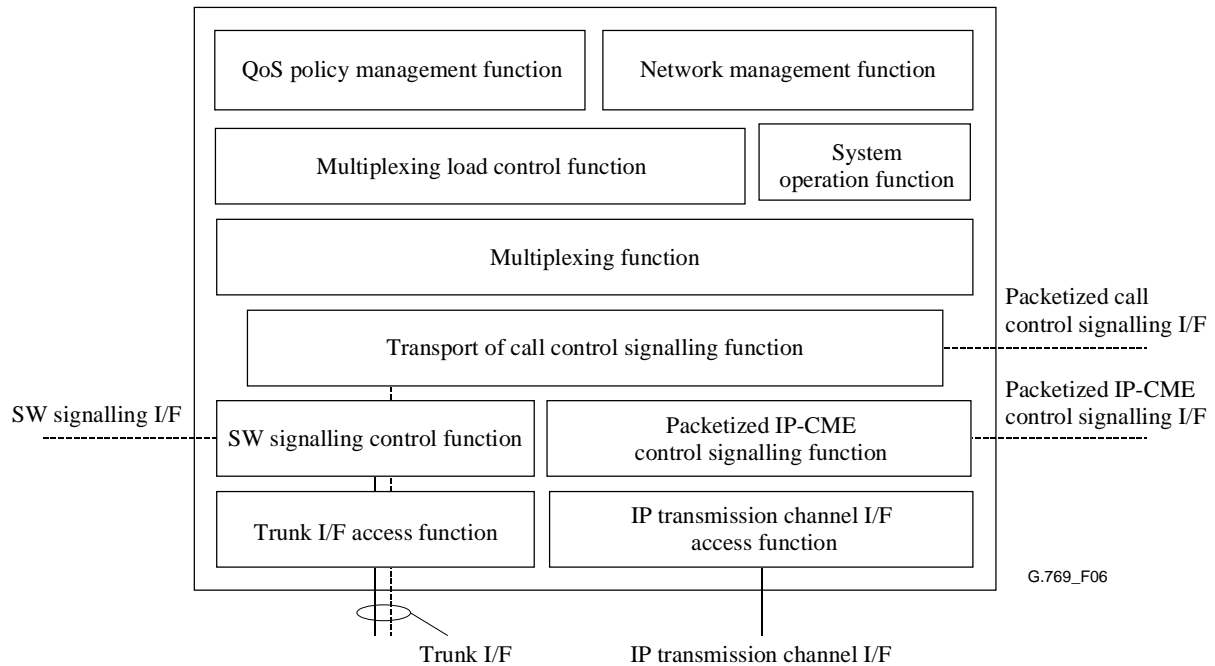 QoS policy management function
Network management function
Multiplexing load control function
System
operation function
Multiplexing function
Packetized call
control signalling I/F
Transport of call control signalling function
SW signalling I/F
Packetized IP-CME
control signalling I/F
SW signalling control function
Packetized IP-CME
control signalling function
Trunk I/F access function
IP transmission channel I/F
access function
G.769_F06
Trunk I/F
IP transmission channel I/F